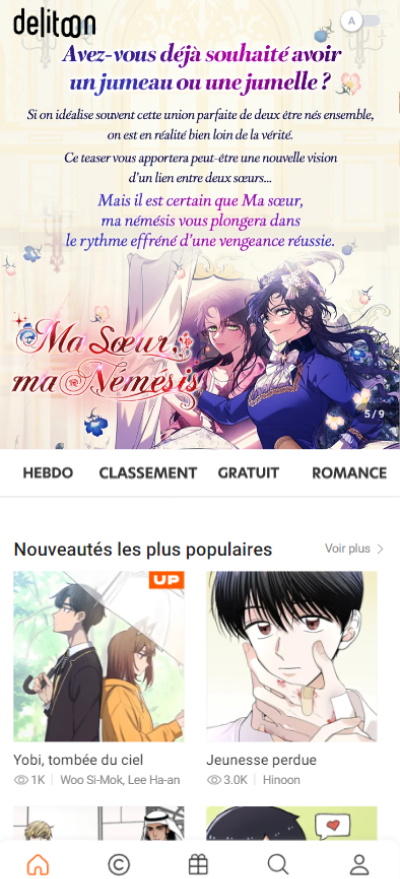 delitoon
A
Avez-vous déjà souhaité avoir
un jumeau ou une jumelle ?
Si on idéalise souvent cette union parfaite de deux être nés ensemble,
on est en réalité bien loin de la vérité.
Ce teaser vous apportera peut-être une nouvelle vision
d'un lien entre deux sœurs...
Mais il est certain que Ma sœur,
ma némésis vous plongera dans
le rythme effréné d'une vengeance réussie.
Ma Sœur,
ma Némésis
5/9
HEBDO CLASSEMENT GRATUIT ROMANCE
Nouveautés les plus populaires Voir plus >
UP
Yobi, tombée du ciel
1K | Woo Si-Mok, Lee Ha-an
Jeunesse perdue
3.0K | Hinoon
©